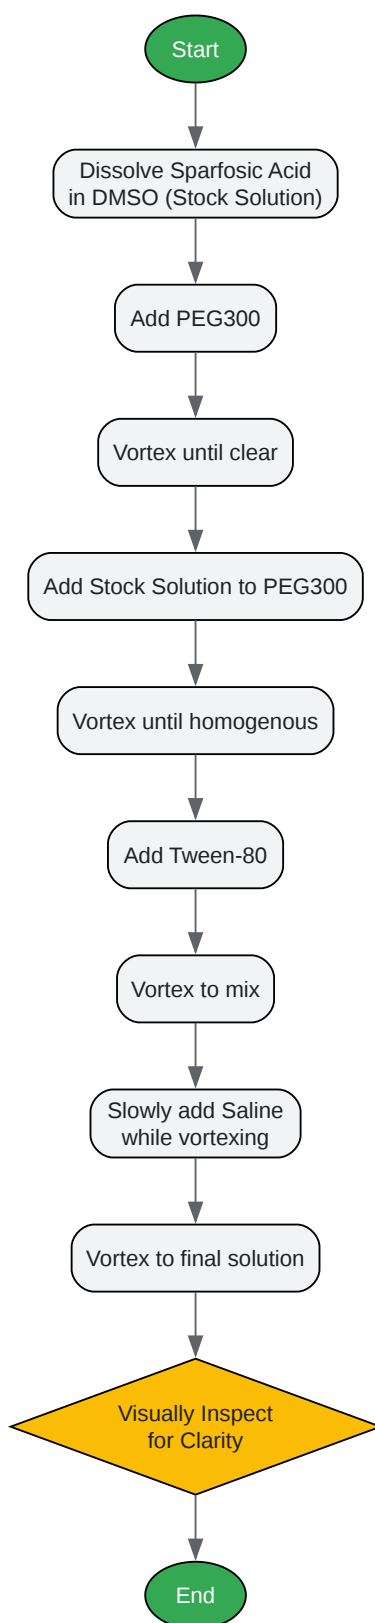 Start
Dissolve Sparfosic Acid
in DMSO (Stock Solution)
Add PEG300
Vortex until clear
Add Stock Solution to PEG300
Vortex until homogenous
Add Tween-80
Vortex to mix
Slowly add Saline
while vortexing
Vortex to final solution
Visually Inspect
for Clarity
End